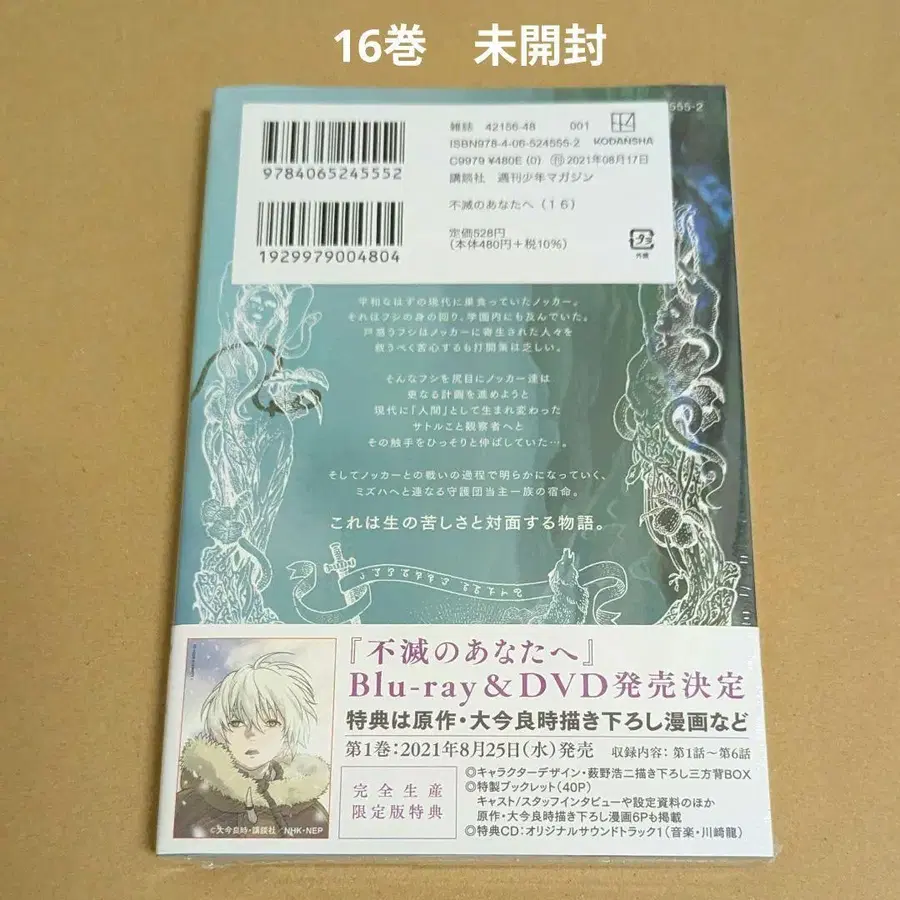 16巻　未開封
555-2
雑誌 42156-48 001
ISBN978-4-06-524555-2
KODANSHA
C9979 ¥480E (0) 刊 2021年08月17日
講談社 週刊少年マガジン
9784065245552
不滅のあなたへ (16)
定価528円
(本体480円+税10%)
1929979004804
平和なはずの現代に巣食っていたノッカー。
それはフシの身の回り、学園内にも及んでいた。
戸惑うフシはノッカーに寄生された人々を
救うべく苦心するも打開策は乏しい。
そんなフシを尻目にノッカー達は
更なる計画を進めようと
現代に「人間」として生まれ変わった
サトルこと観察者へと
その触手をひっそりと伸ばしていた…。
そしてノッカーとの戦いの過程で明らかになっていく、
ミズハへと連なる守護団当主一族の宿命。
これは生の苦しさと対面する物語。
『不滅のあなたへ』
Blu-ray&DVD発売決定
特典は原作・大今良時描き下ろし漫画など
第1巻:2021年8月25日(水)発売 収録内容:第1話～第6話
完全生産
限定版特典
◎キャラクターデザイン・薮野浩二描き下ろし三方背BOX
◎特製ブックレット(40P)
キャスト/スタッフインタビューや設定資料のほか
原作・大今良時描き下ろし漫画6Pも掲載
◎特典CD:オリジナルサウンドトラック1(音楽・川﨑龍)
©大今良時・講談社/NHK・NEP